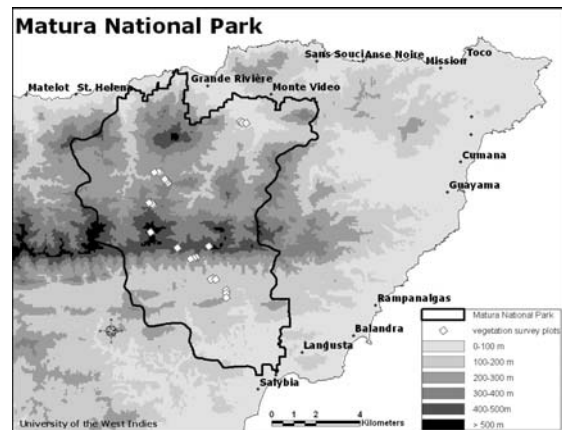 Matura National Park
Sans Souci Anse Noire Toco
Mission
Matelot St. Helena Grande Rivière Monte Video
Cumana
Guayama
Rampanalgas
Balandra
Langusta
Salybia
Matura National Park
vegetation survey plots
0-100 m
100-200 m
200-300 m
300-400 m
400-500m
> 500 m
0 1 2 4
Kilometers
University of the West Indies